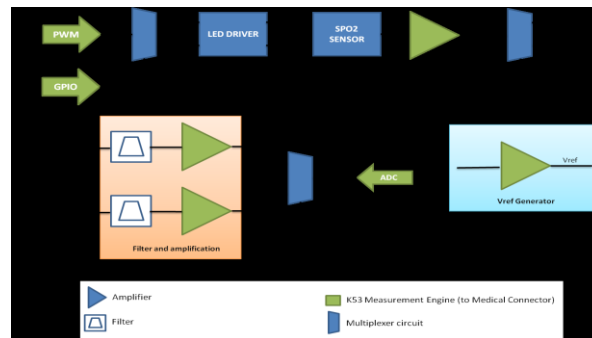 PWM
LED DRIVER
SPO2
SENSOR
GPIO
ADC
Vref
Filter and amplification
Vref Generator
Amplifier
K53 Measurement Engine (to Medical Connector)
Filter
Multiplexer circuit